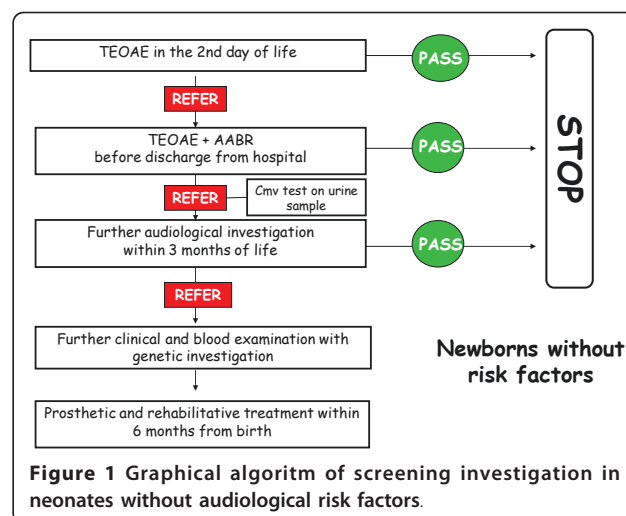 TEOAE in the 2nd day of life
PASS
REFER
TEOAE + AABR
before discharge from hospital
PASS
REFER
Cmv test on urine
sample
Further audiological investigation
within 3 months of life
PASS
REFER
STOP
Further clinical and blood examination with
genetic investigation
Newborns without
risk factors
Prosthetic and rehabilitative treatment within
6 months from birth
Figure 1 Graphical algoritm of screening investigation in
neonates without audiological risk factors.